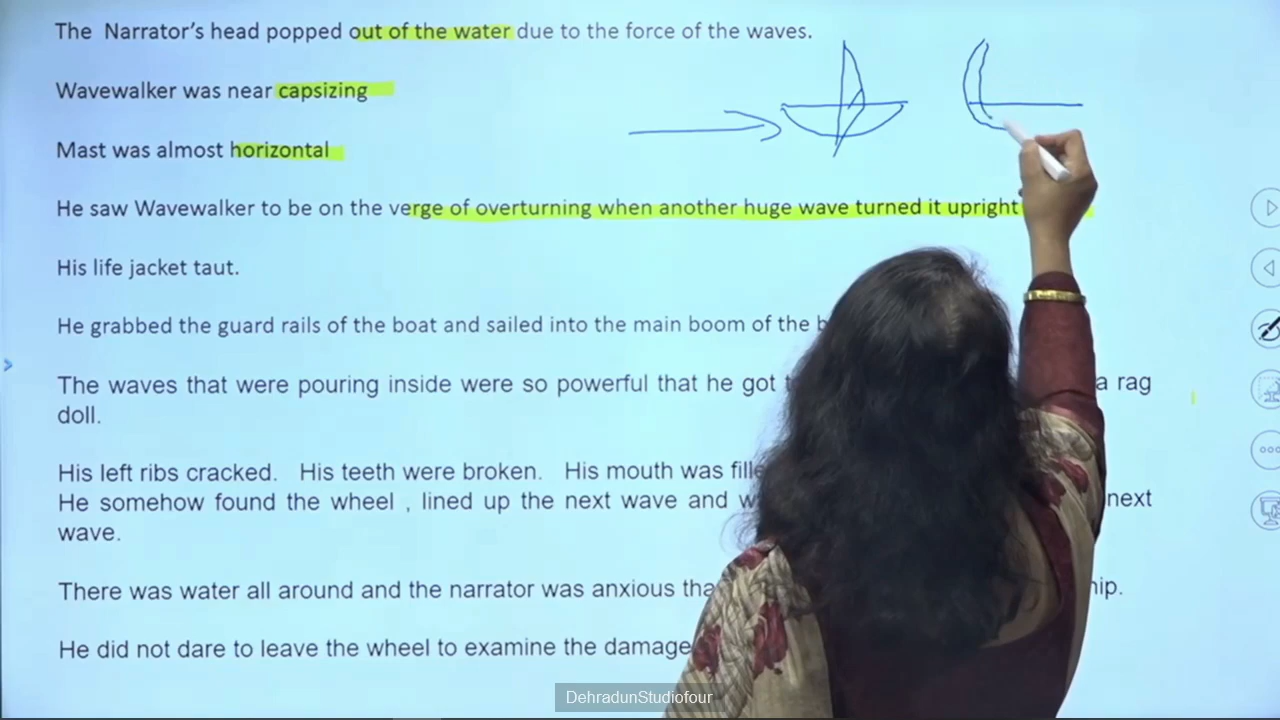 The Narrator's head popped out of the water due to the force of the waves.
Wavewalker was near capsizing
Mast was almost horizontal
He saw Wavewalker to be on the verge of overturning when another huge wave turned it upright
His life jacket taut.
He grabbed the guard rails of the boat and sailed into the main boom of the
The waves that were pouring inside were so powerful that he got a rag
doll.
His left ribs cracked. His teeth were broken. His mouth was
He somehow found the wheel , lined up the next wave and next
wave.
There was water all around and the narrator was anxious
He did not dare to leave the wheel to examine the damage
DehradunStudiofour